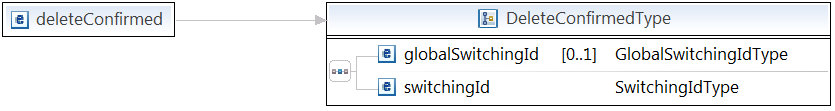 deleteConfirmed
DeleteConfirmedType
globalSwitchingId [0..1] GlobalSwitchingIdType
switchingId SwitchingIdType